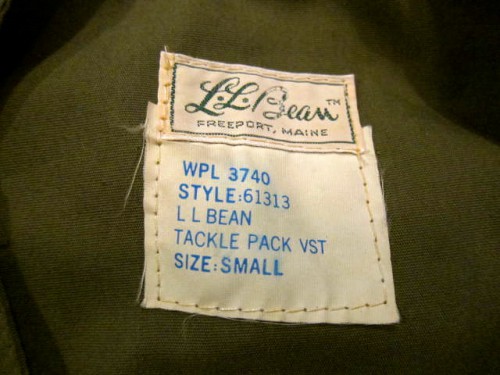 L.L.Bean™
FREEPORT, MAINE
WPL 3740
STYLE:61313
L L BEAN
TACKLE PACK VST
SIZE:SMALL